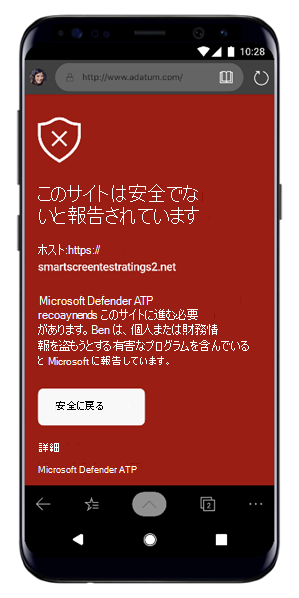 10:28
http://www.adatum.com/
このサイトは安全でな
いと報告されています
ホスト:https://
smartscreentestratings2.net
Microsoft Defender ATP
recoaynends このサイトに進む必要
があります。Ben は、個人または財務情
報を盗もうとする有害なプログラムを含んでいる
と Microsoft に報告しています。
安全に戻る
詳細
Microsoft Defender ATP
2